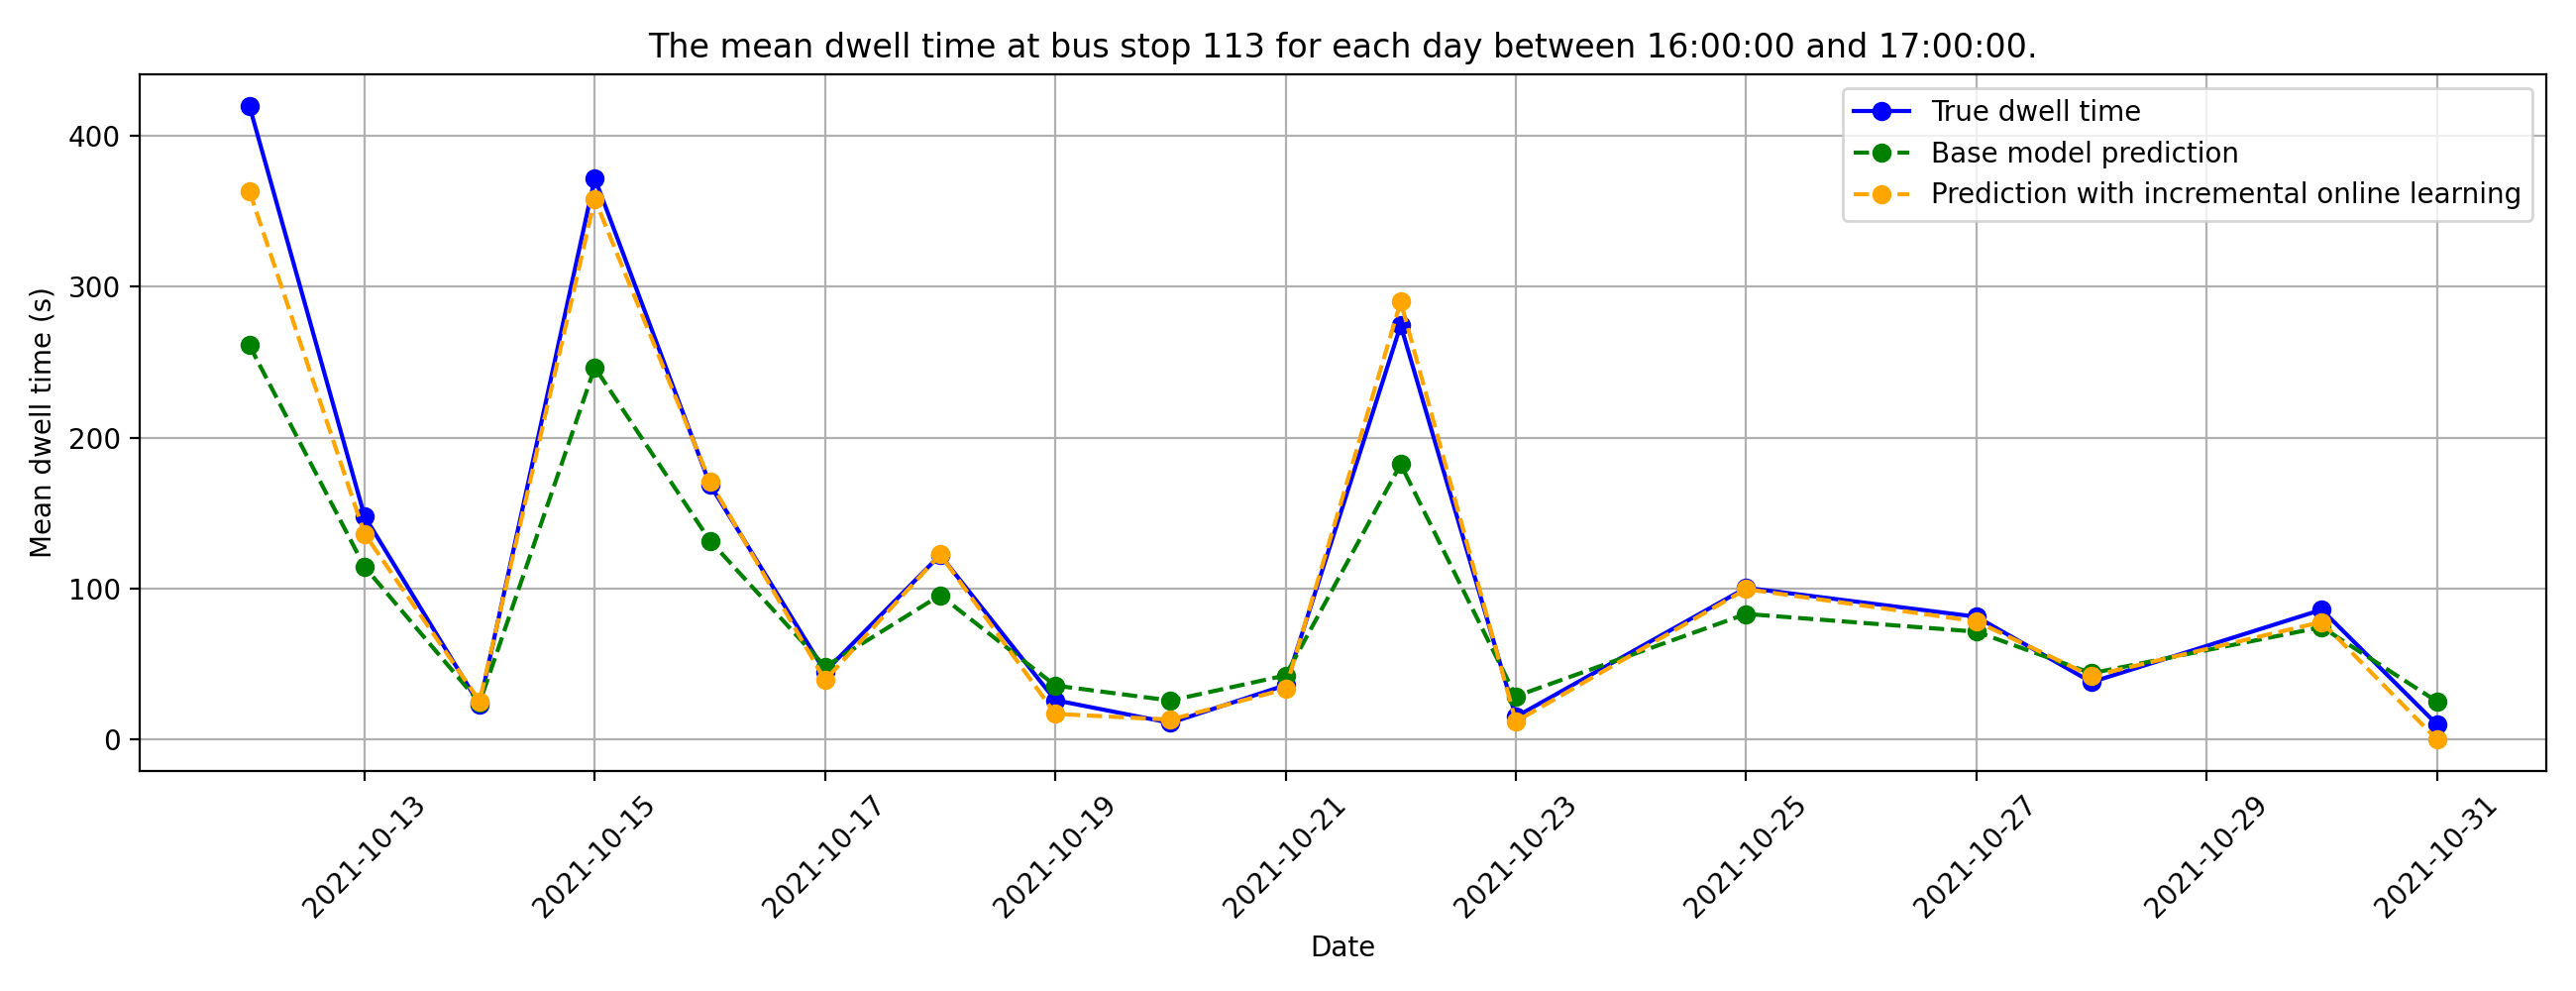 The mean dwell time at bus stop 113 for each day between 16:00:00 and 17:00:00.
True dwell time
Base model prediction
Prediction with incremental online learning
Mean dwell time (s)
400
300
200
100
0
2021-10-13
2021-10-15
2021-10-17
2021-10-19
2021-10-21
2021-10-23
2021-10-25
2021-10-27
2021-10-29
2021-10-31
Date